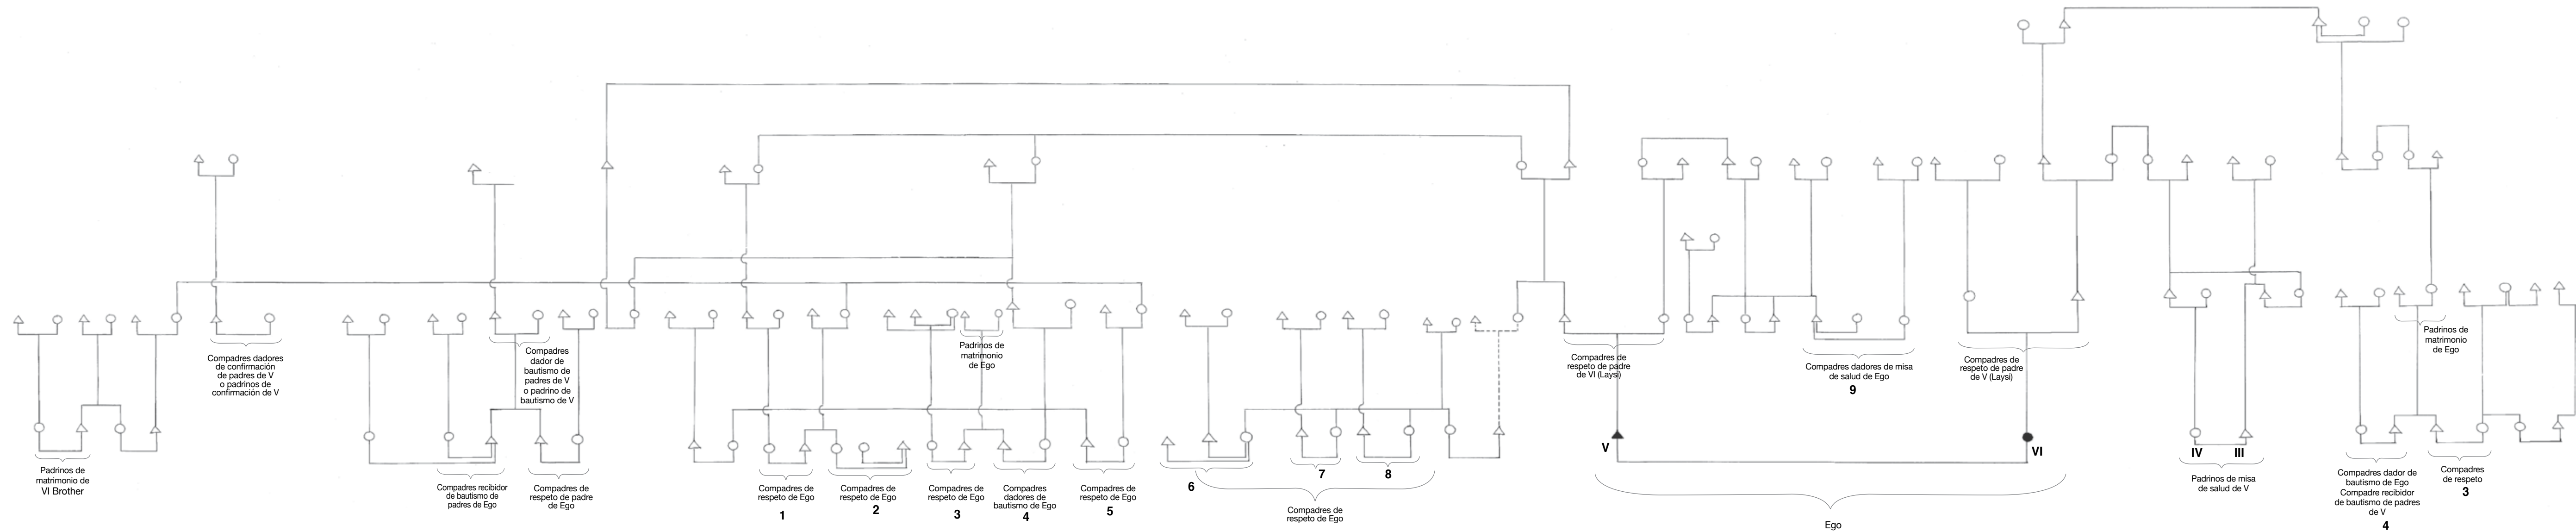 Padrinos de
matrimonio de
VI Brother
Compadres dadores
de confirmación
de padres de V
o padrinos de
confirmación de V
Compadres recibidor
de bautismo de
padres de Ego
Compadres
dador de
bautismo de
padres de V
o padrino de
bautismo de V
Compadres de
respeto de padre
de Ego
Compadres de
respeto de Ego
1
Compadres de
respeto de Ego
2
Compadres de
respeto de Ego
3
Padrinos de
matrimonio
de Ego
Compadres
dadores de
bautismo de Ego
4
Compadres de
respeto de Ego
5
6
7
8
Compadres de
respeto de Ego
Compadres de
respeto de padre
de VI (Laysi)
V
Compadres dadores de misa
de salud de Ego
9
Compadres de
respeto de padre
de V (Laysi)
VI
Ego
IV
III
Padrinos de misa
de salud de V
Padrinos de
matrimonio
de Ego
Compadres dador de
bautismo de Ego
Compadre recibidor
de bautismo de padres
de V
4
Compadres
de respeto
3